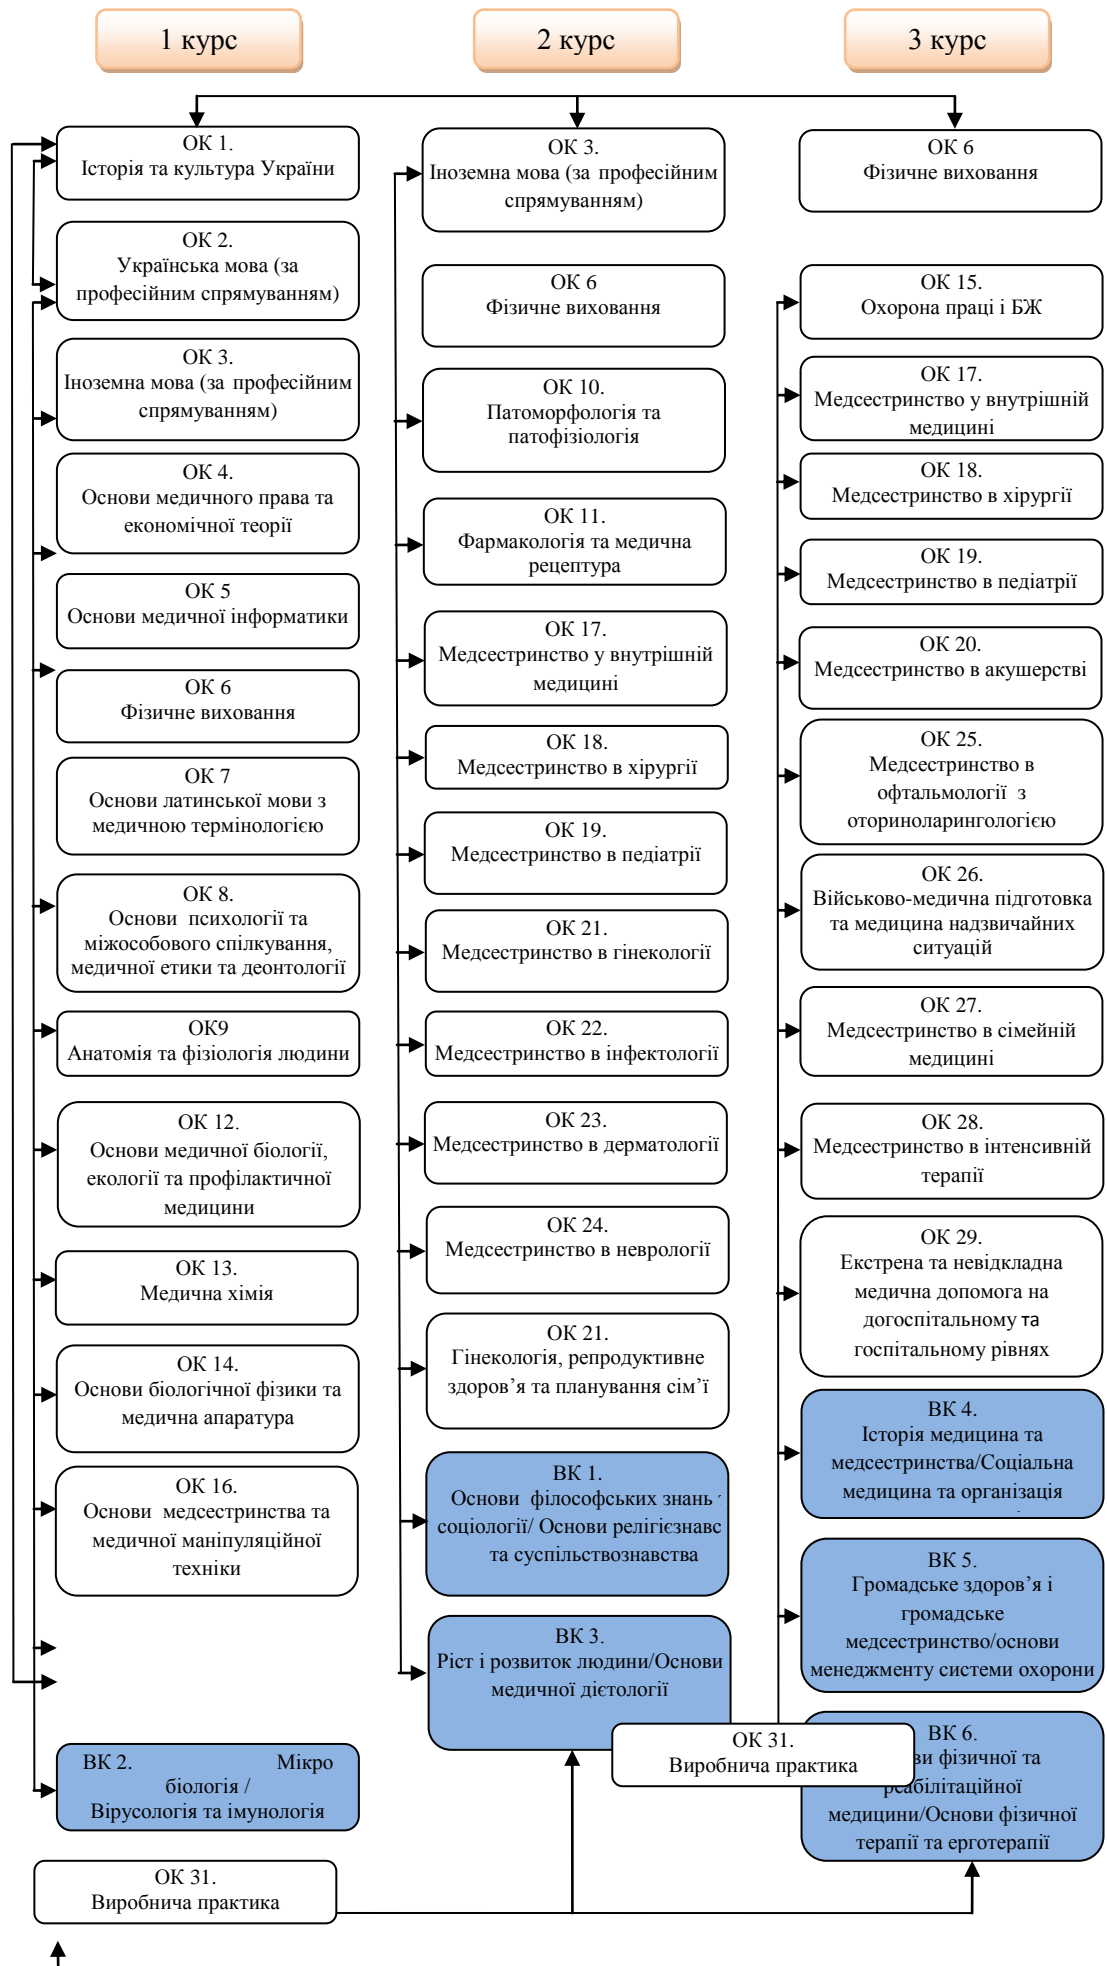 1 курс
2 курс
3 курс
ОК 1.
Історія та культура України
ОК 2.
Українська мова (за
професійним спрямуванням)
ОК 3.
Іноземна мова (за професійним
спрямуванням)
ОК 4.
Основи медичного права та
економічної теорії
ОК 5
Основи медичної інформатики
ОК 6
Фізичне виховання
ОК 7
Основи латинської мови з
медичною термінологією
ОК 8.
Основи психології та
міжособового спілкування,
медичної етики та деонтології
ОК9
Анатомія та фізіологія людини
ОК 12.
Основи медичної біології,
екології та профілактичної
медицини
ОК 13.
Медична хімія
ОК 14.
Основи біологічної фізики та
медична апаратура
ОК 16.
Основи медсестринства та
медичної маніпуляційної
техніки
ВК 2. Мікро
біологія /
Вірусологія та імунологія
ОК 31.
Виробнича практика
ОК 3.
Іноземна мова (за професійним
спрямуванням)
ОК 6
Фізичне виховання
ОК 10.
Патоморфологія та
патофізіологія
ОК 11.
Фармакологія та медична
рецептура
ОК 17.
Медсестринство у внутрішній
медицині
ОК 18.
Медсестринство в хірургії
ОК 19.
Медсестринство в педіатрії
ОК 21.
Медсестринство в гінекології
ОК 22.
Медсестринство в інфектології
ОК 23.
Медсестринство в дерматології
ОК 24.
Медсестринство в неврології
ОК 21.
Гінекологія, репродуктивне
здоров’я та планування сім’ї
ВК 1.
Основи філософських знань
соціології/ Основи релігієзнавс
та суспільствознавства
ВК 3.
Ріст і розвиток людини/Основи
медичної дієтології
ОК 31.
Виробнича практика
ОК 6
Фізичне виховання
ОК 15.
Охорона праці і БЖ
ОК 17.
Медсестринство у внутрішній
медицині
ОК 18.
Медсестринство в хірургії
ОК 19.
Медсестринство в педіатрії
ОК 20.
Медсестринство в акушерстві
ОК 25.
Медсестринство в
офтальмології з
оториноларингологією
ОК 26.
Військово-медична підготовка
та медицина надзвичайних
ситуацій
ОК 27.
Медсестринство в сімейній
медицині
ОК 28.
Медсестринство в інтенсивній
терапії
ОК 29.
Екстрена та невідкладна
медична допомога на
догоспітальному та
госпітальному рівнях
ВК 4.
Історія медицина та
медсестринства/Соціальна
медицина та організація
ВК 5.
Громадське здоров’я і
громадське
медсестринство/основи
менеджменту системи охорони
ВК 6.
ви фізичної та
реабілітаційної
медицини/Основи фізичної
терапії та ерготерапії